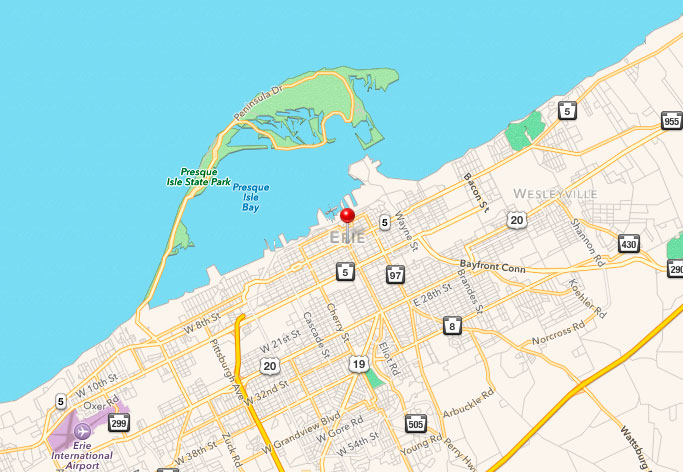 Peninsula Dr
5
955
Presque
Isle State Park
Presque
Isle
Bay
Bacon St
WESLEYVILLE
5
Wayne St
20
ERIE
Shannon Rd
430
290
Bayfront Conn
5
97
Brandes St
Koehler Rd
E 28th St
W 8th St
Cherry St
8
Norcross Rd
Cascade St
W 21st St
Pittsburgh Ave
Eliot Rd
20
19
W 10th St
W 32nd St
5
Oxer Rd
Arbuckle Rd
299
W Grandview Blvd
505
Erie
International
Airport
W Gore Rd
Zuck Rd
W 38th St
W 54th St
Young Rd
Perry Hwy
Wattsburg
Wattsburg